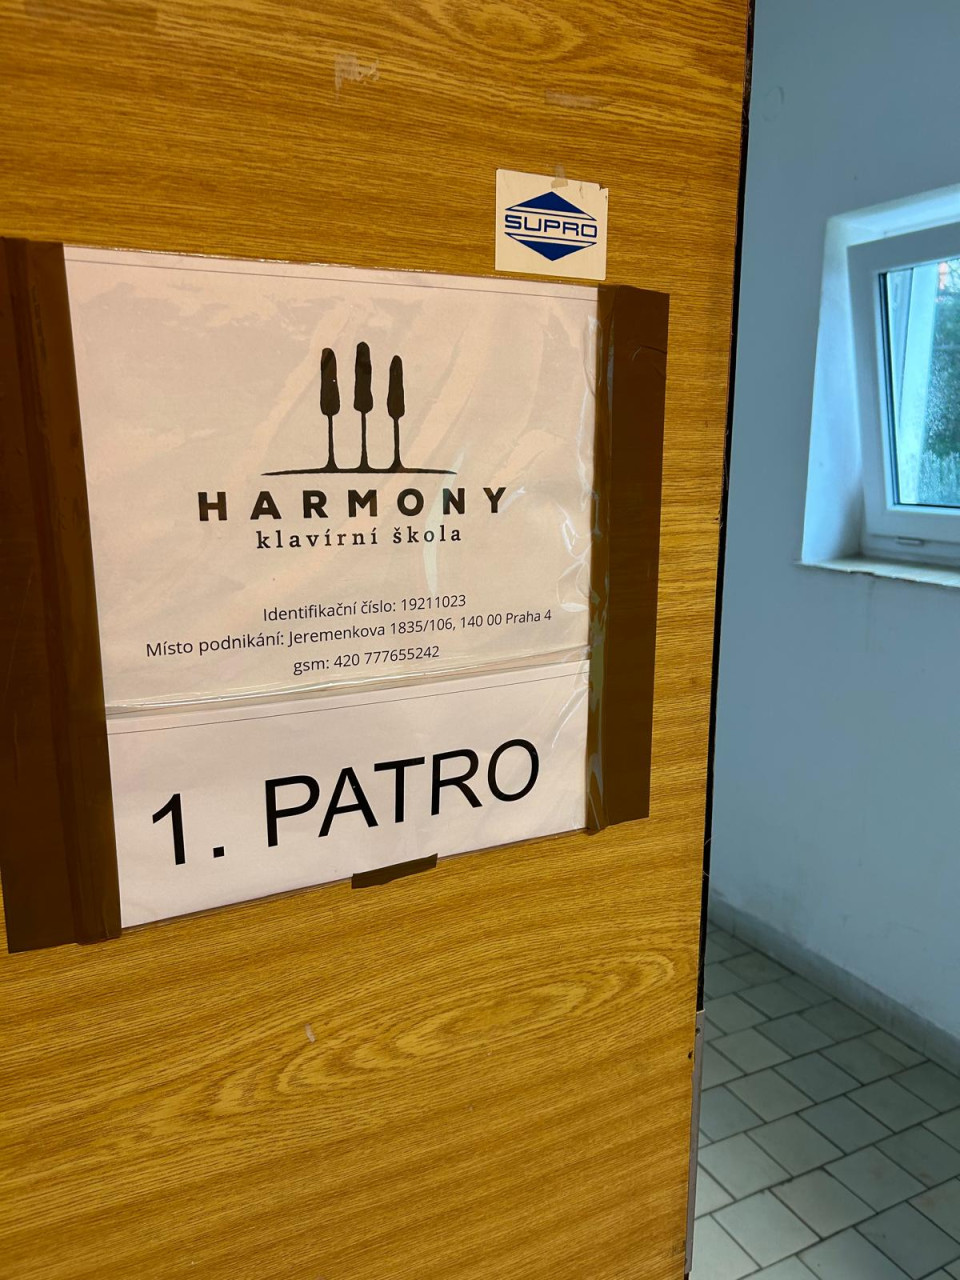 SUPRO
HARMONY
klavírní škola
Identifikační číslo: 19211023
Místo podnikání: Jeremenkova 1835/106, 140 00 Praha 4
gsm: 420 777655242
1. PATRO